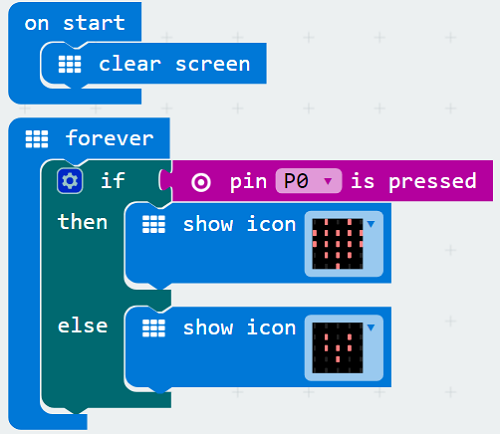 on start
clear screen
forever
if pin P0 is pressed
then show icon
else show icon